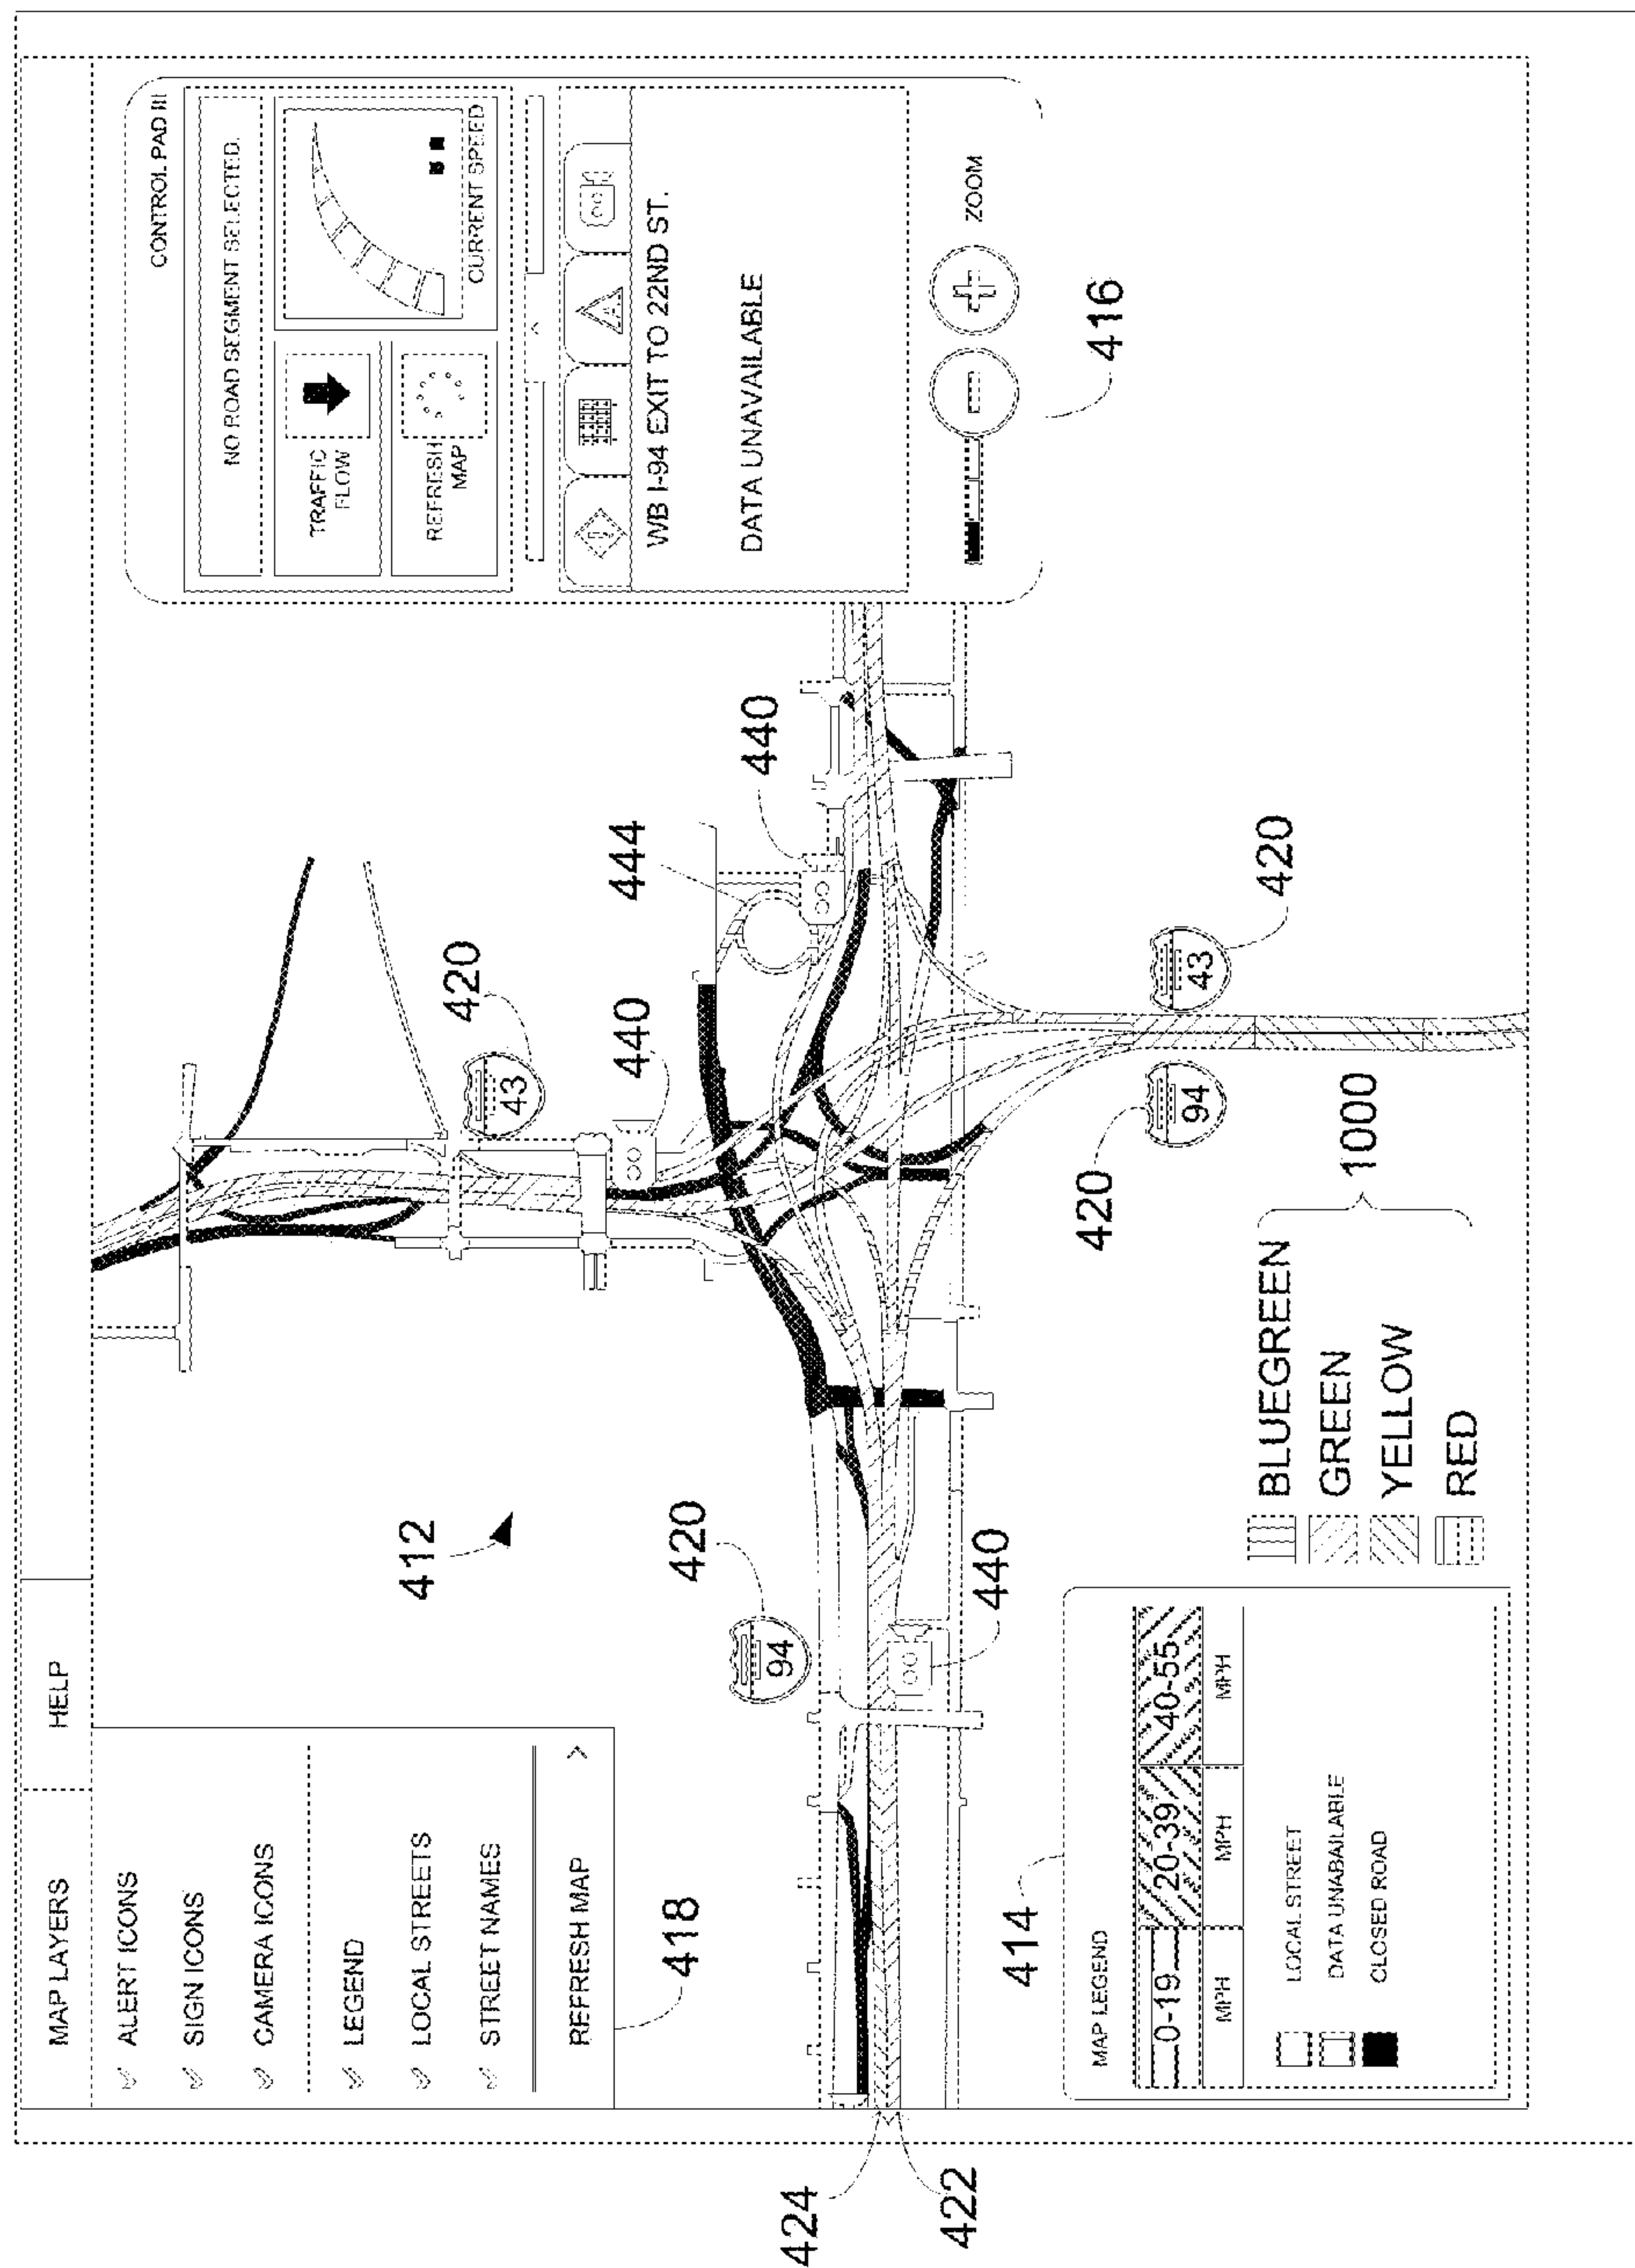 MAP LAYERS
HELP
ALERT ICONS
SIGN ICONS
CAMERA ICONS
LEGEND
LOCAL STREETS
STREET NAMES
REFRESH MAP >
418
412
420
43
420
94
440
444
440
CONTROL PAD
NO ROAD SEGMENT SELECTED.
TRAFFIC
FLOW
REFRESH
MAP
CURRENT SPEED
WB I-94 EXIT TO 22ND ST.
DATA UNAVAILABLE
ZOOM
416
424
422
440
420
94
43
420
414
MAP LEGEND
0-19
20-39
40-55
MPH
MPH
MPH
LOCAL STREET
DATA UNABAILABLE
CLOSED ROAD
BLUEGREEN
GREEN
YELLOW
RED
1000